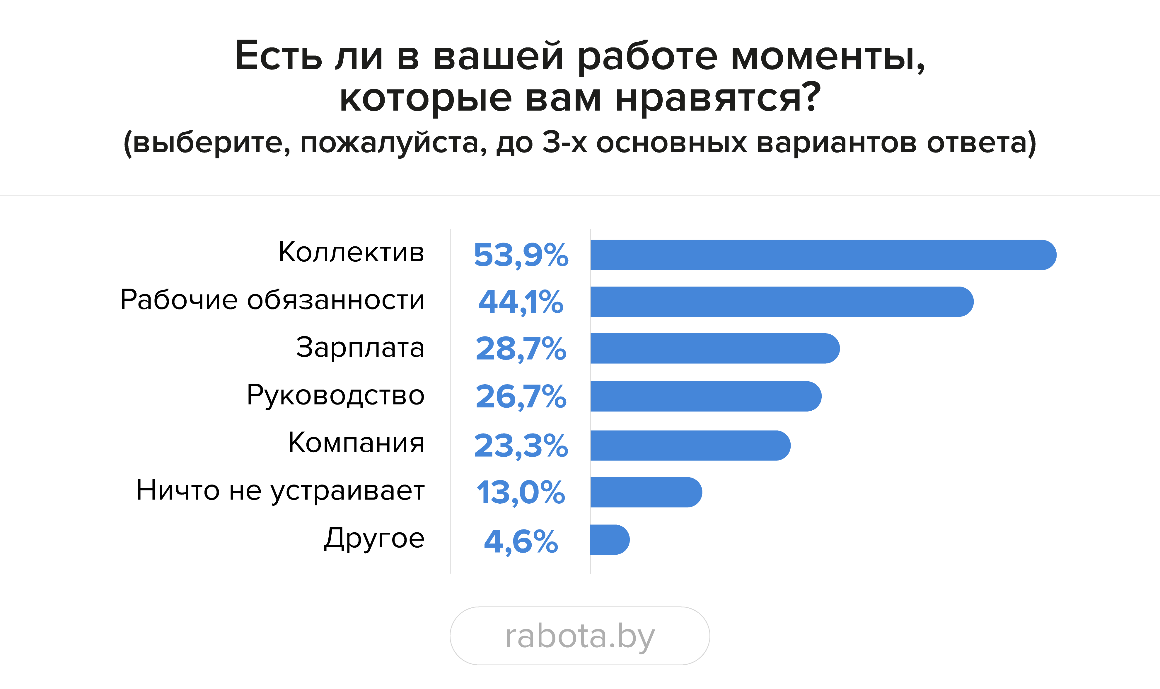 Есть ли в вашей работе моменты,
которые вам нравятся?
(выберите, пожалуйста, до 3-х основных вариантов ответа)
Коллектив 53,9%
Рабочие обязанности 44,1%
Зарплата 28,7%
Руководство 26,7%
Компания 23,3%
Ничто не устраивает 13,0%
Другое 4,6%
rabota.by